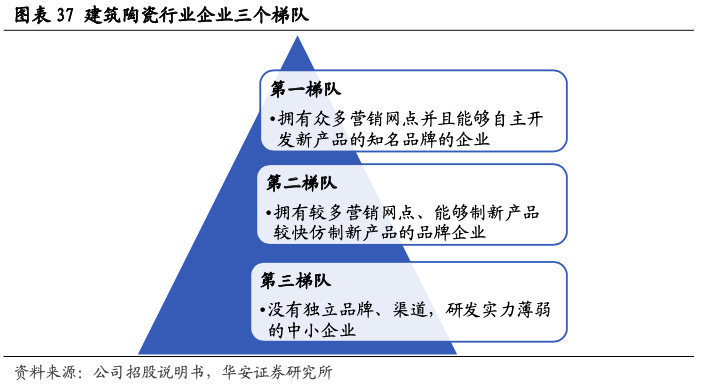 图表 37 建筑陶瓷行业企业三个梯队
第一梯队
•拥有众多营销网点并且能够自主开
发新产品的知名品牌的企业
第二梯队
•拥有较多营销网点、能够制新产品
较快仿制新产品的品牌企业
第三梯队
•没有独立品牌、渠道，研发实力薄弱
的中小企业
资料来源：公司招股说明书，华安证券研究所